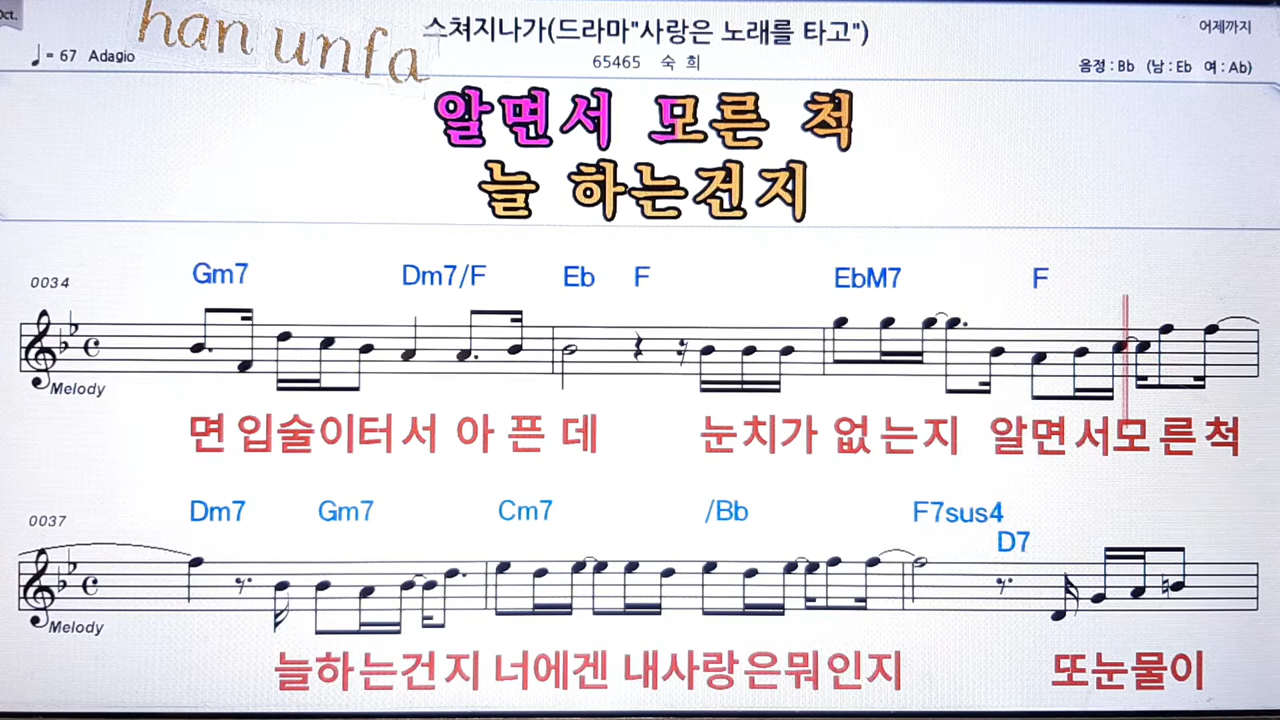 Oct.
han unfa
스쳐지나가(드라마"사랑은 노래를 타고")
어제까지
♩= 67 Adagio
65465 숙 희
음정 : Bb (남 : Eb 여 : Ab)
알면서 모른 척
늘 하는건지
0034
Gm7 Dm7/F Eb F EbM7 F
Melody
면 입술이터서 아 픈 데 눈치가 없 는지 알면서모 른척
0037
Dm7 Gm7 Cm7 /Bb F7sus4
D7
Melody
늘하는건지 너에겐 내사랑은뭐인지 또눈물이